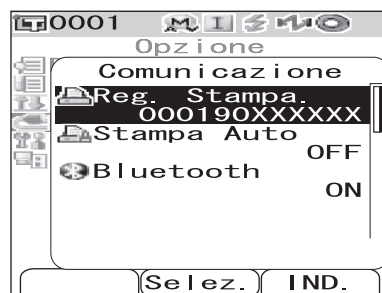 0001 M I
Opzione
Comunicazione
Reg. Stampa.
000190XXXXXX
Stampa Auto
OFF
Bluetooth
ON
Selez. IND.